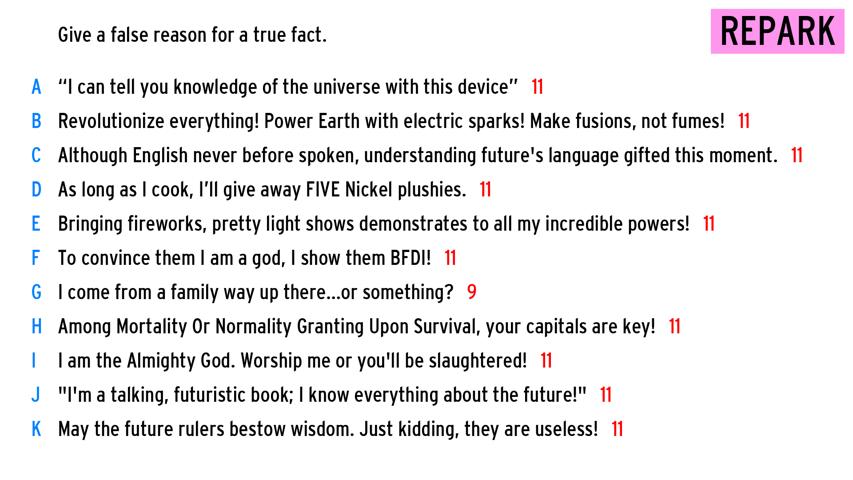 Give a false reason for a true fact.
REPARK
A “I can tell you knowledge of the universe with this device” 11
B Revolutionize everything! Power Earth with electric sparks! Make fusions, not fumes! 11
C Although English never before spoken, understanding future's language gifted this moment. 11
D As long as I cook, I’ll give away FIVE Nickel plushies. 11
E Bringing fireworks, pretty light shows demonstrates to all my incredible powers! 11
F To convince them I am a god, I show them BFDI! 11
G I come from a family way up there...or something? 9
H Among Mortality Or Normality Granting Upon Survival, your capitals are key! 11
I I am the Almighty God. Worship me or you'll be slaughtered! 11
J "I'm a talking, futuristic book; I know everything about the future!" 11
K May the future rulers bestow wisdom. Just kidding, they are useless! 11